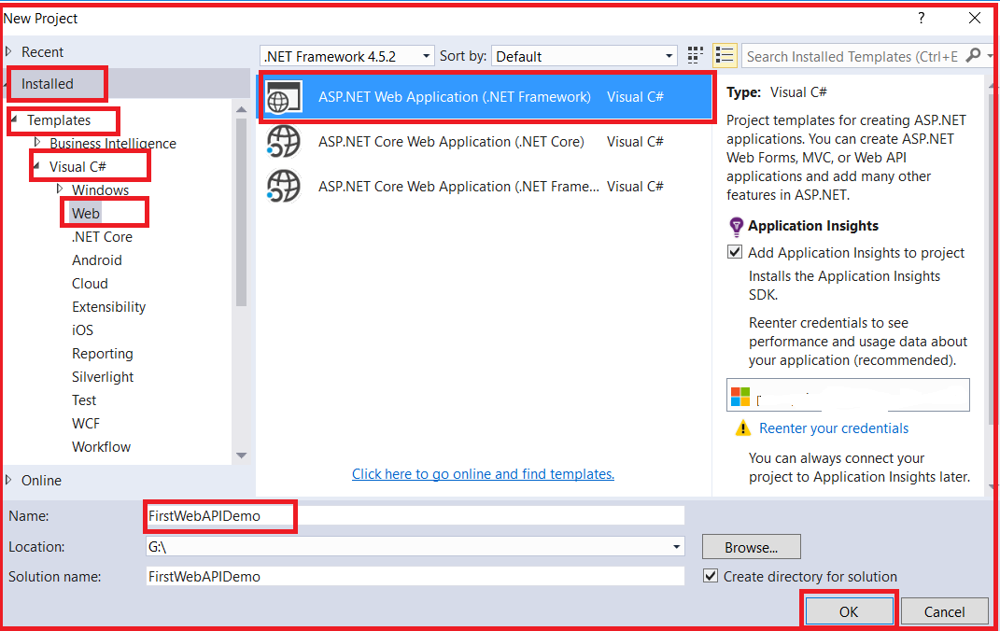 New Project
?
Recent
.NET Framework 4.5.2
Sort by:
Default
Search Installed Templates (Ctrl+E
Installed
Templates
Business Intelligence
Visual C#
Windows
Web
.NET Core
Android
Cloud
Extensibility
iOS
Reporting
Silverlight
Test
WCF
Workflow
Online
ASP.NET Web Application (.NET Framework) Visual C#
ASP.NET Core Web Application (.NET Core) Visual C#
ASP.NET Core Web Application (.NET Frame... Visual C#
Click here to go online and find templates.
Type: Visual C#
Project templates for creating ASP.NET
applications. You can create ASP.NET
Web Forms, MVC, or Web API
applications and add many other
features in ASP.NET.
Application Insights
Add Application Insights to project
Installs the Application Insights
SDK.
Reenter credentials to see
performance and usage data about
your application (recommended).
Reenter your credentials
You can always connect your
project to Application Insights later.
Name: FirstWebAPIDemo
Location: G:\
Browse...
Solution name: FirstWebAPIDemo
Create directory for solution
OK
Cancel